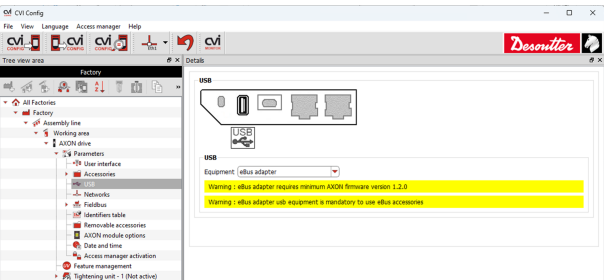 CVI Config
File View Language Access manager Help
CVI CONFIG
CVI CONFIG
CVI CONFIG
CVI MONITOR
Desoutter
Tree view area
Details
Factory
All Factories
Factory
Assembly line
Working area
AXON drive
Parameters
User interface
Accessories
USB
Networks
Fieldbus
Identifiers table
Removable accessories
AXON module options
Date and time
Access manager activation
Feature management
Tightening unit - 1 (Not active)
USB
USB
USB
Equipment eBus adapter
Warning : eBus adapter requires minimum AXON firmware version 1.2.0
Warning : eBus adapter usb equipment is mandatory to use eBus accessories